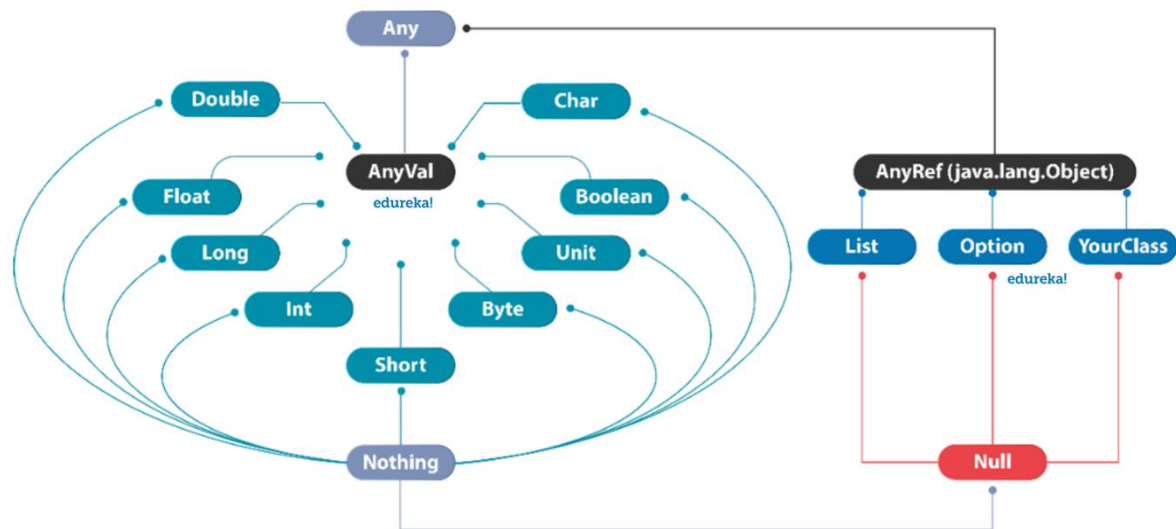 Any
Double
Char
AnyVal
AnyRef (java.lang.Object)
edureka!
Float
Boolean
Long
Unit
List
Option
YourClass
edureka!
Int
Byte
Short
Nothing
Null